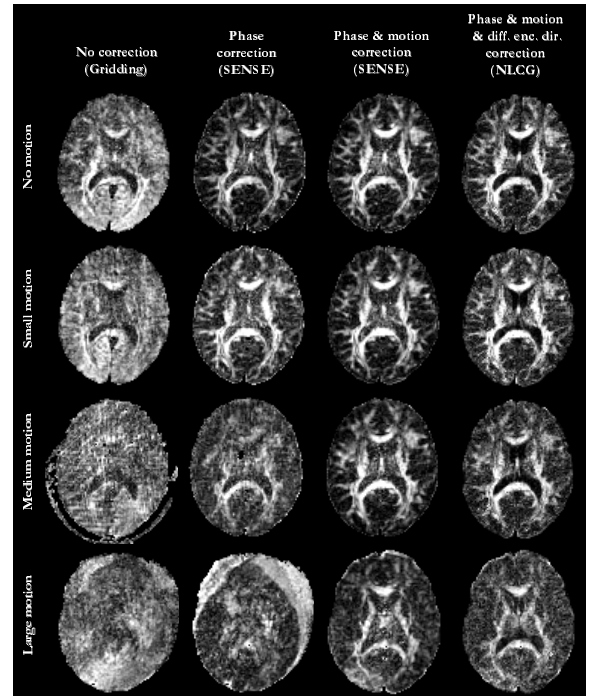 No correction
(Gridding)
Phase
correction
(SENSE)
Phase & motion
correction
(SENSE)
Phase & motion
& diff. enc. dir.
correction
(NLCG)
No motion
Small motion
Medium motion
Large motion